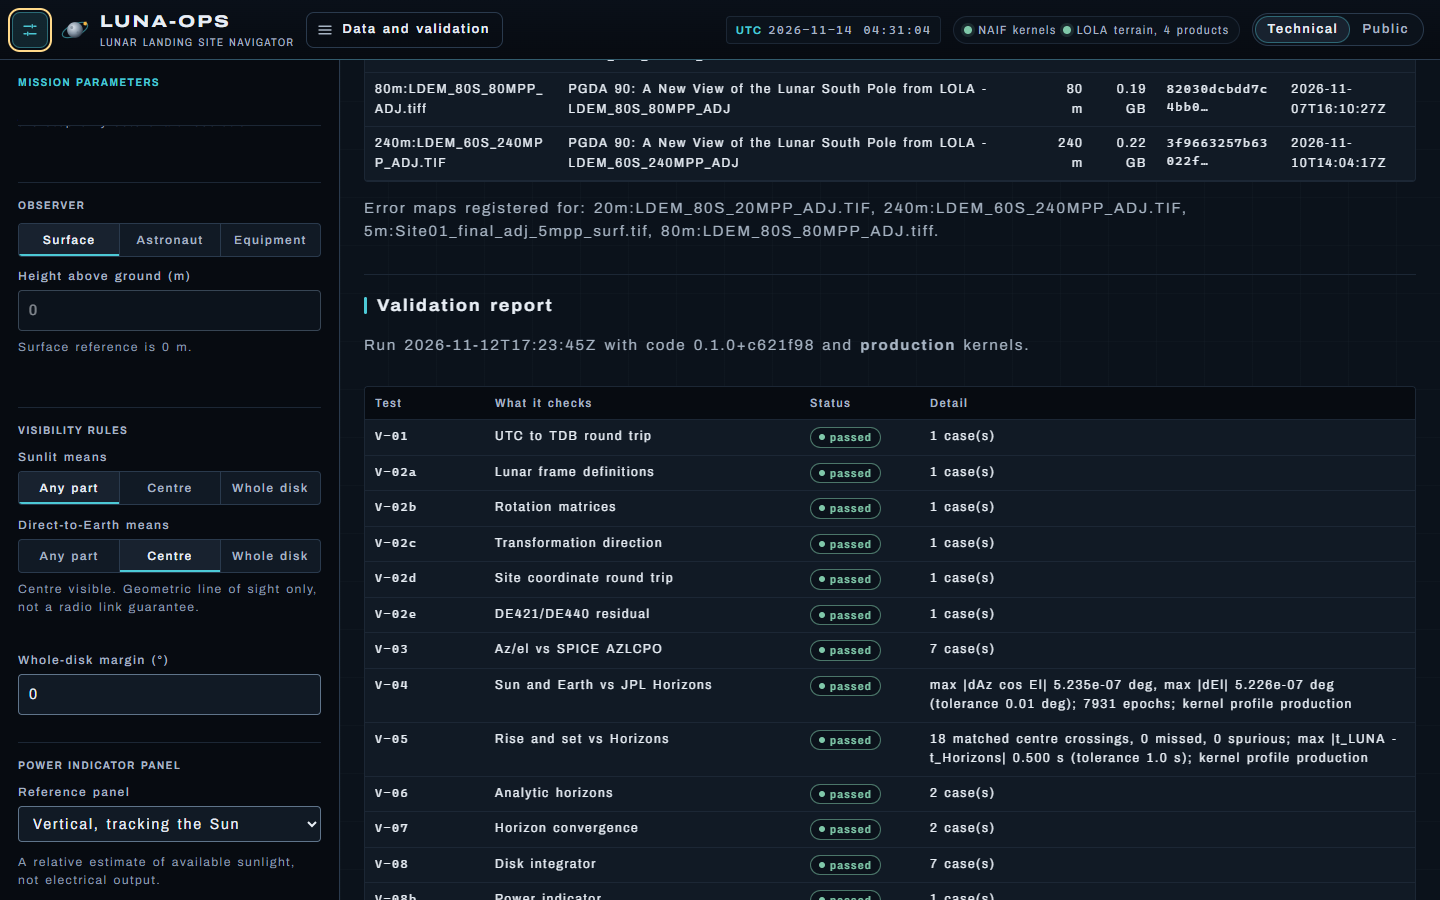 LUNA-OPS
LUNAR LANDING SITE NAVIGATOR
Data and validation
UTC 2026-11-14 04:31:04
NAIF kernels
LOLA terrain, 4 products
Technical
Public
MISSION PARAMETERS
OBSERVER
Surface
Astronaut
Equipment
Height above ground (m)
0
Surface reference is 0 m.
VISIBILITY RULES
Sunlit means
Any part
Centre
Whole disk
Direct-to-Earth means
Any part
Centre
Whole disk
Centre visible. Geometric line of sight only,
not a radio link guarantee.
Whole-disk margin (°)
0
POWER INDICATOR PANEL
Reference panel
Vertical, tracking the Sun
A relative estimate of available sunlight,
not electrical output.
80m:LDEM_80S_80MPP_ PGDA 90: A New View of the Lunar South Pole from LOLA - 80 0.19 82030dcbdd7c 2026-11-
ADJ.tiff LDEM_80S_80MPP_ADJ m GB 4bb0… 07T16:10:27Z
240m:LDEM_60S_240MP PGDA 90: A New View of the Lunar South Pole from LOLA - 240 0.22 3f9663257b63 2026-11-
P_ADJ.TIF LDEM_60S_240MPP_ADJ m GB 022f… 10T14:04:17Z
Error maps registered for: 20m:LDEM_80S_20MPP_ADJ.TIF, 240m:LDEM_60S_240MPP_ADJ.TIF,
5m:Site01_final_adj_5mpp_surf.tif, 80m:LDEM_80S_80MPP_ADJ.tiff.
Validation report
Run 2026-11-12T17:23:45Z with code 0.1.0+c621f98 and production kernels.
Test What it checks Status Detail
V-01 UTC to TDB round trip passed 1 case(s)
V-02a Lunar frame definitions passed 1 case(s)
V-02b Rotation matrices passed 1 case(s)
V-02c Transformation direction passed 1 case(s)
V-02d Site coordinate round trip passed 1 case(s)
V-02e DE421/DE440 residual passed 1 case(s)
V-03 Az/el vs SPICE AZLCPO passed 7 case(s)
V-04 Sun and Earth vs JPL Horizons passed max |dAz cos El| 5.235e-07 deg, max |dEl| 5.226e-07 deg
(tolerance 0.01 deg); 7931 epochs; kernel profile production
V-05 Rise and set vs Horizons passed 18 matched centre crossings, 0 missed, 0 spurious; max |t_LUNA -
t_Horizons| 0.500 s (tolerance 1.0 s); kernel profile production
V-06 Analytic horizons passed 2 case(s)
V-07 Horizon convergence passed 2 case(s)
V-08 Disk integrator passed 7 case(s)
V-08b Power indicator passed 1 case(s)